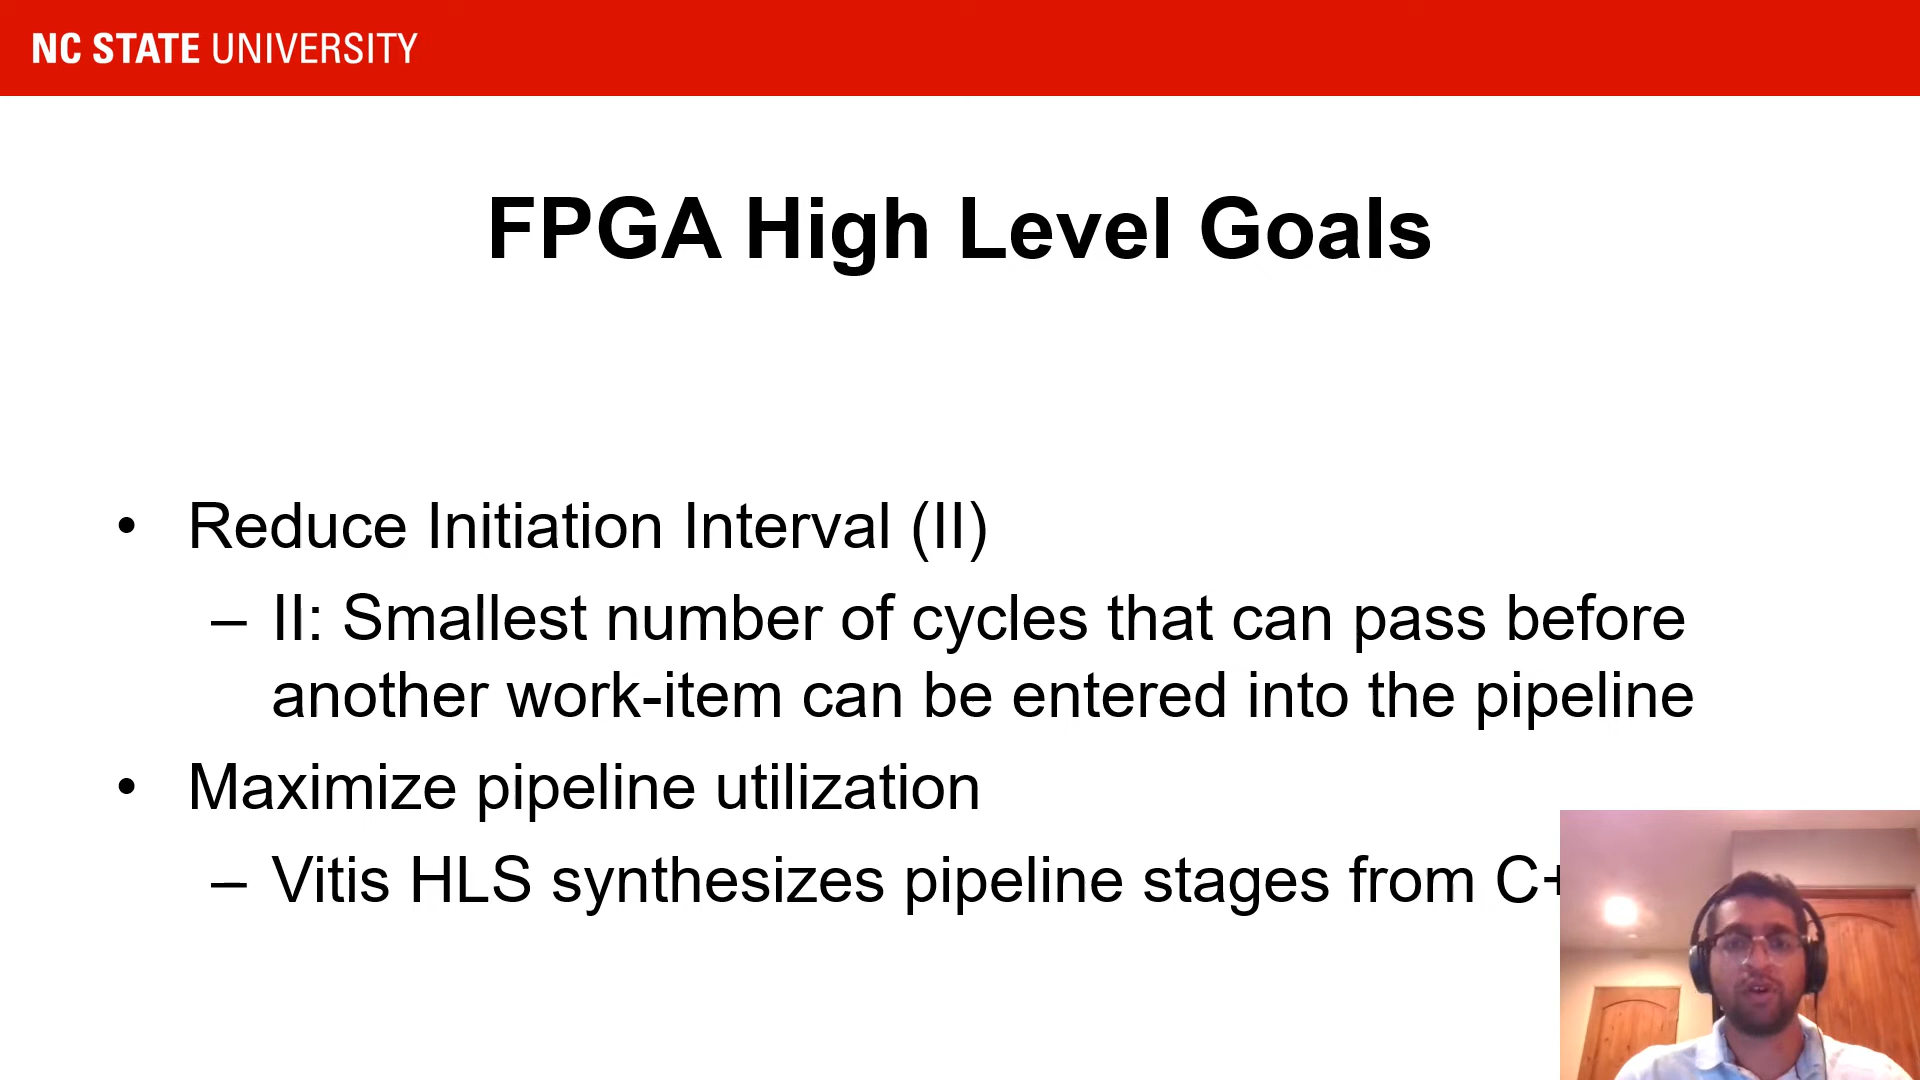 NC STATE UNIVERSITY
FPGA High Level Goals
• Reduce Initiation Interval (II)
– II: Smallest number of cycles that can pass before
another work-item can be entered into the pipeline
• Maximize pipeline utilization
– Vitis HLS synthesizes pipeline stages from C+